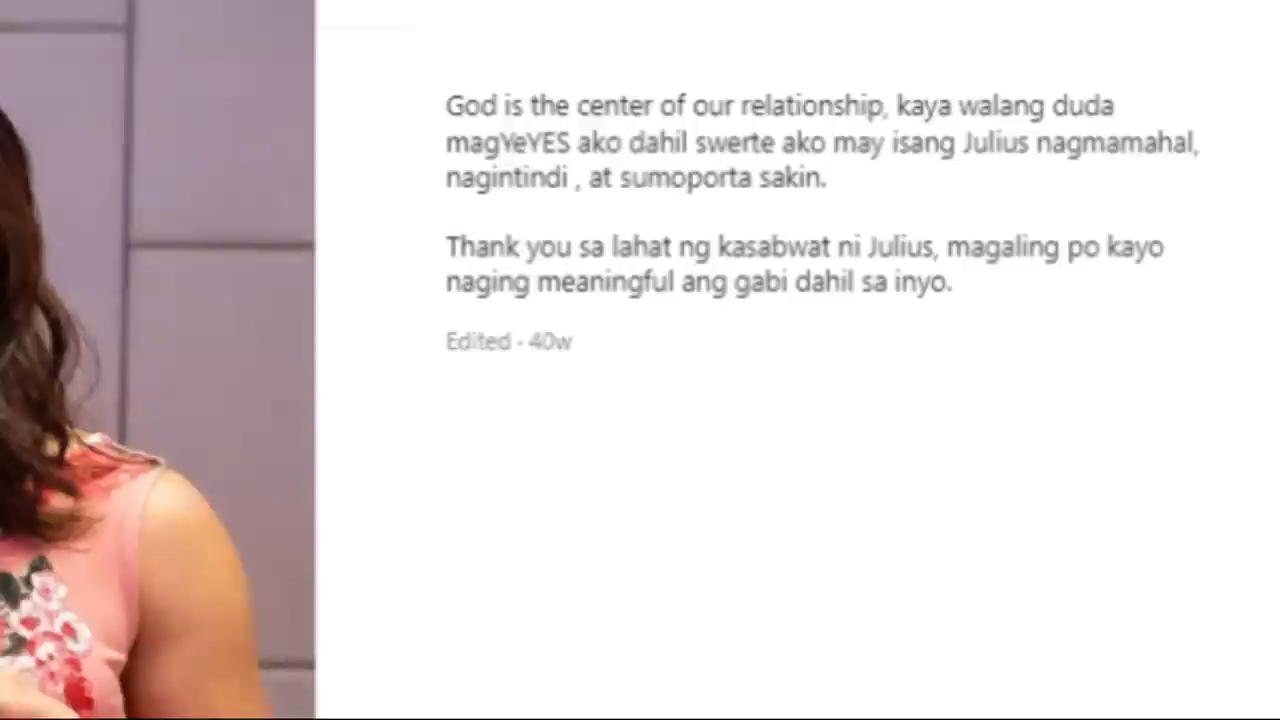 God is the center of our relationship, kaya walang duda
magYeYES ako dahil swerte ako may isang Julius nagmamahal,
nagintindi , at sumoporta sakin.
Thank you sa lahat ng kasabwat ni Julius, magaling po kayo
naging meaningful ang gabi dahil sa inyo.
Edited · 40w